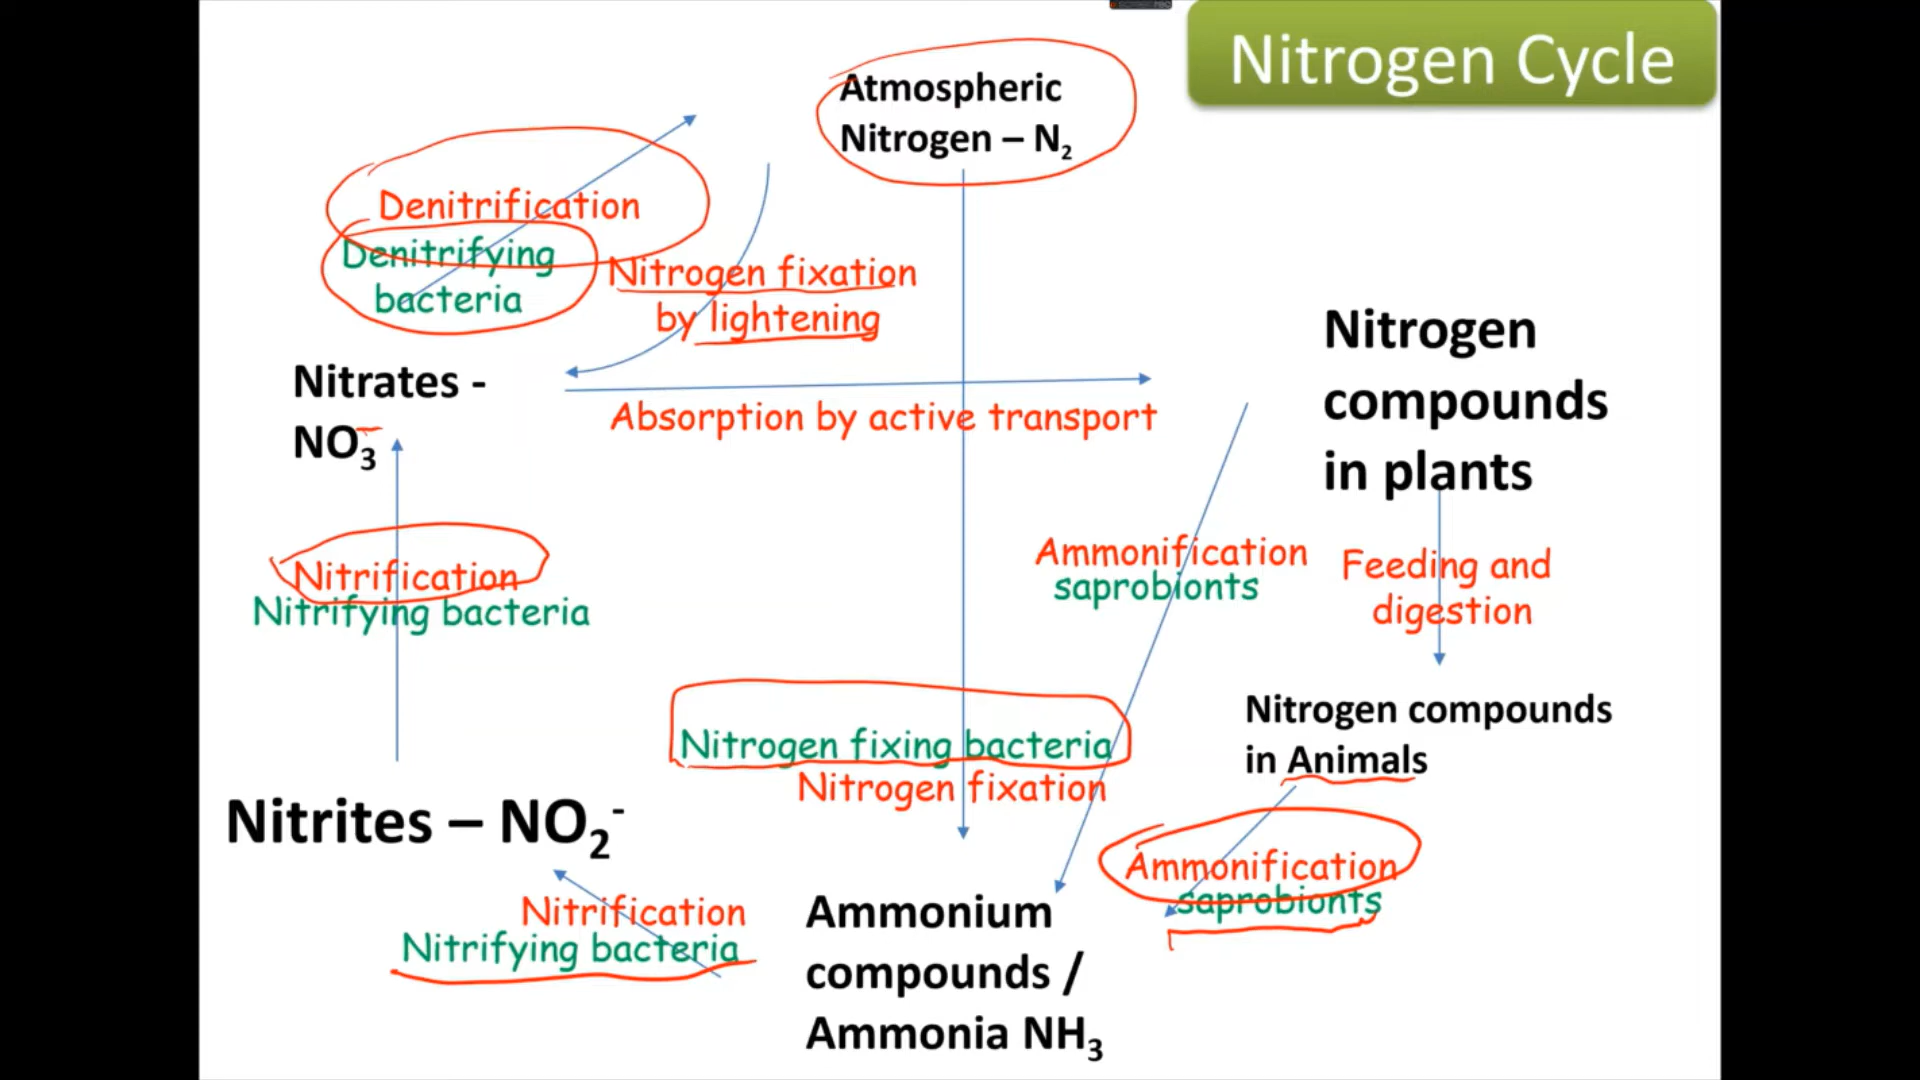 Nitrogen Cycle
Atmospheric
Nitrogen – N₂
Denitrification
Denitrifying
bacteria
Nitrogen fixation
by lightening
Nitrates -
NO₃⁻
Absorption by active transport
Nitrogen
compounds
in plants
Nitrification
Nitrifying bacteria
Ammonification
saprobionts
Feeding and
digestion
Nitrogen fixing bacteria
Nitrogen fixation
Nitrogen compounds
in Animals
Nitrites – NO₂⁻
Ammonification
saprobionts
Nitrification
Nitrifying bacteria
Ammonium
compounds /
Ammonia NH₃